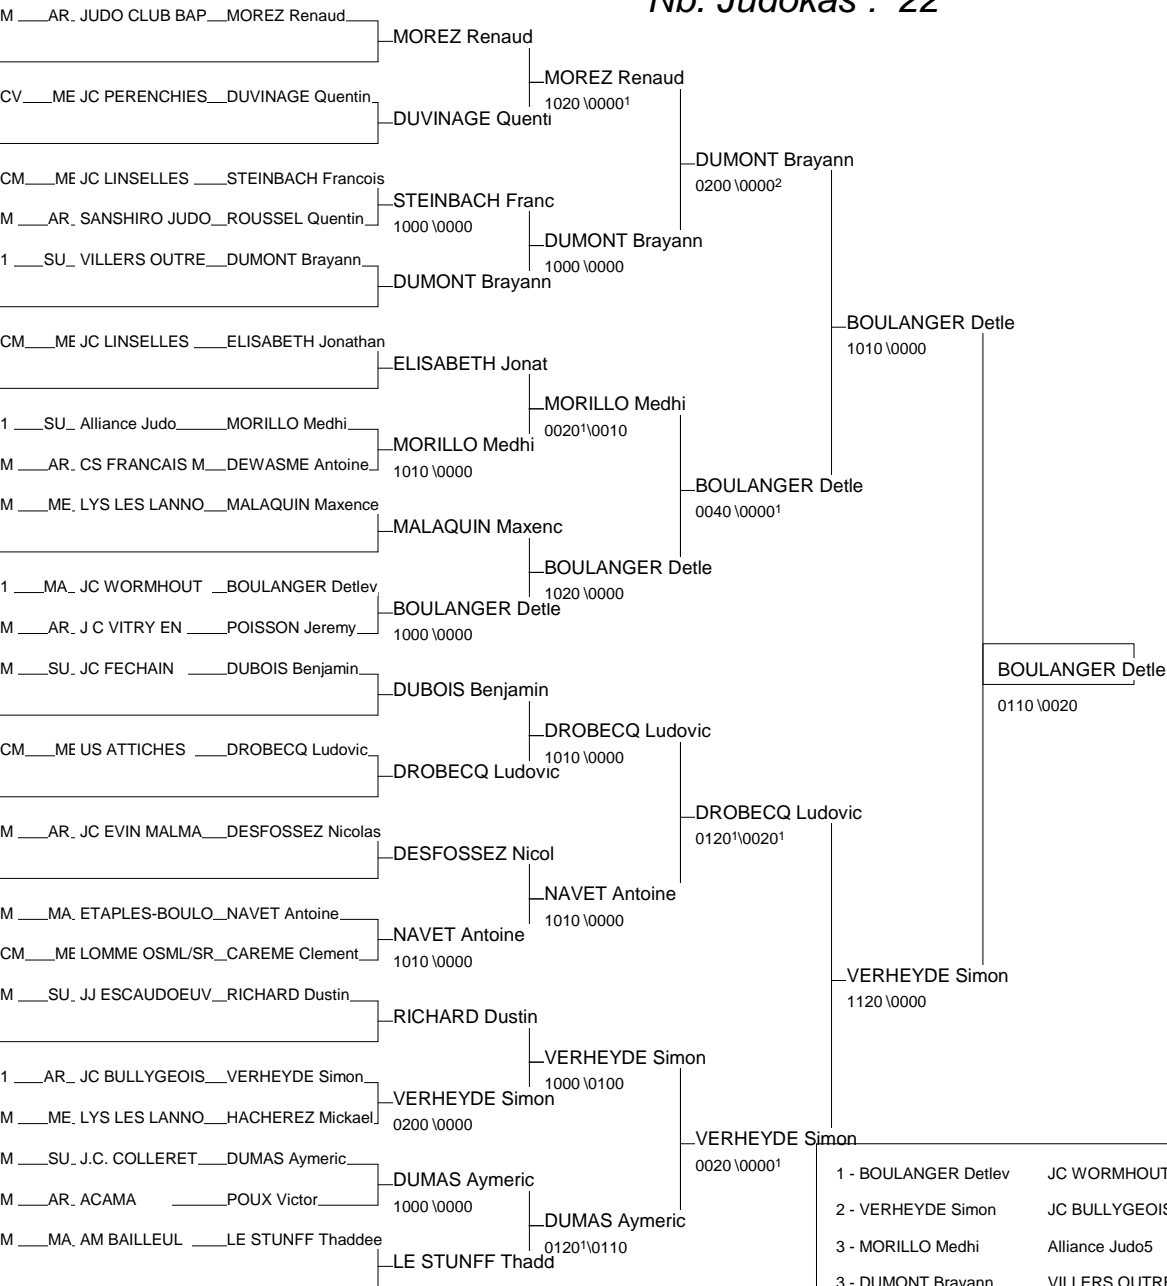 Nb. Judokas : 22
M AR JUDO CLUB BAP MOREZ Renaud
MOREZ Renaud
MOREZ Renaud
1020 \0000¹
CV ME JC PERENCHIES DUVINAGE Quentin
DUVINAGE Quenti
DUMONT Brayann
0200 \0000²
CM ME JC LINSELLES STEINBACH Francois
STEINBACH Franc
1000 \0000
M AR SANSHIRO JUDO ROUSSEL Quentin
DUMONT Brayann
1000 \0000
1 SU VILLERS OUTRE DUMONT Brayann
DUMONT Brayann
BOULANGER Detle
1010 \0000
CM ME JC LINSELLES ELISABETH Jonathan
ELISABETH Jonat
MORILLO Medhi
0020¹\0010
1 SU Alliance Judo MORILLO Medhi
MORILLO Medhi
1010 \0000
M AR CS FRANCAIS M DEWASME Antoine
BOULANGER Detle
0040 \0000¹
M ME LYS LES LANNO MALAQUIN Maxence
MALAQUIN Maxenc
BOULANGER Detle
1020 \0000
1 MA JC WORMHOUT BOULANGER Detlev
BOULANGER Detle
1000 \0000
M AR J C VITRY EN POISSON Jeremy
BOULANGER Detle
0110 \0020
M SU JC FECHAIN DUBOIS Benjamin
DUBOIS Benjamin
DROBECQ Ludovic
1010 \0000
CM ME US ATTICHES DROBECQ Ludovic
DROBECQ Ludovic
DROBECQ Ludovic
0120¹\0020¹
M AR JC EVIN MALMA DESFOSSEZ Nicolas
DESFOSSEZ Nicol
NAVET Antoine
1010 \0000
M MA ETAPLES-BOULO NAVET Antoine
NAVET Antoine
1010 \0000
CM ME LOMME OSML/SR CAREME Clement
VERHEYDE Simon
1120 \0000
M SU JJ ESCAUDOEUV RICHARD Dustin
RICHARD Dustin
VERHEYDE Simon
1000 \0100
1 AR JC BULLYGEOIS VERHEYDE Simon
VERHEYDE Simon
0200 \0000
M ME LYS LES LANNO HACHEREZ Mickael
VERHEYDE Simon
0020 \0000¹
M SU J.C. COLLERET DUMAS Aymeric
DUMAS Aymeric
1000 \0000
M AR ACAMA POUX Victor
DUMAS Aymeric
0120¹\0110
M MA AM BAILLEUL LE STUNFF Thaddee
LE STUNFF Thadd
1 - BOULANGER Detlev JC WORMHOUT
2 - VERHEYDE Simon JC BULLYGEOIS
3 - MORILLO Medhi Alliance Judo5
3 - DUMONT Brayann VILLERS OUTRE